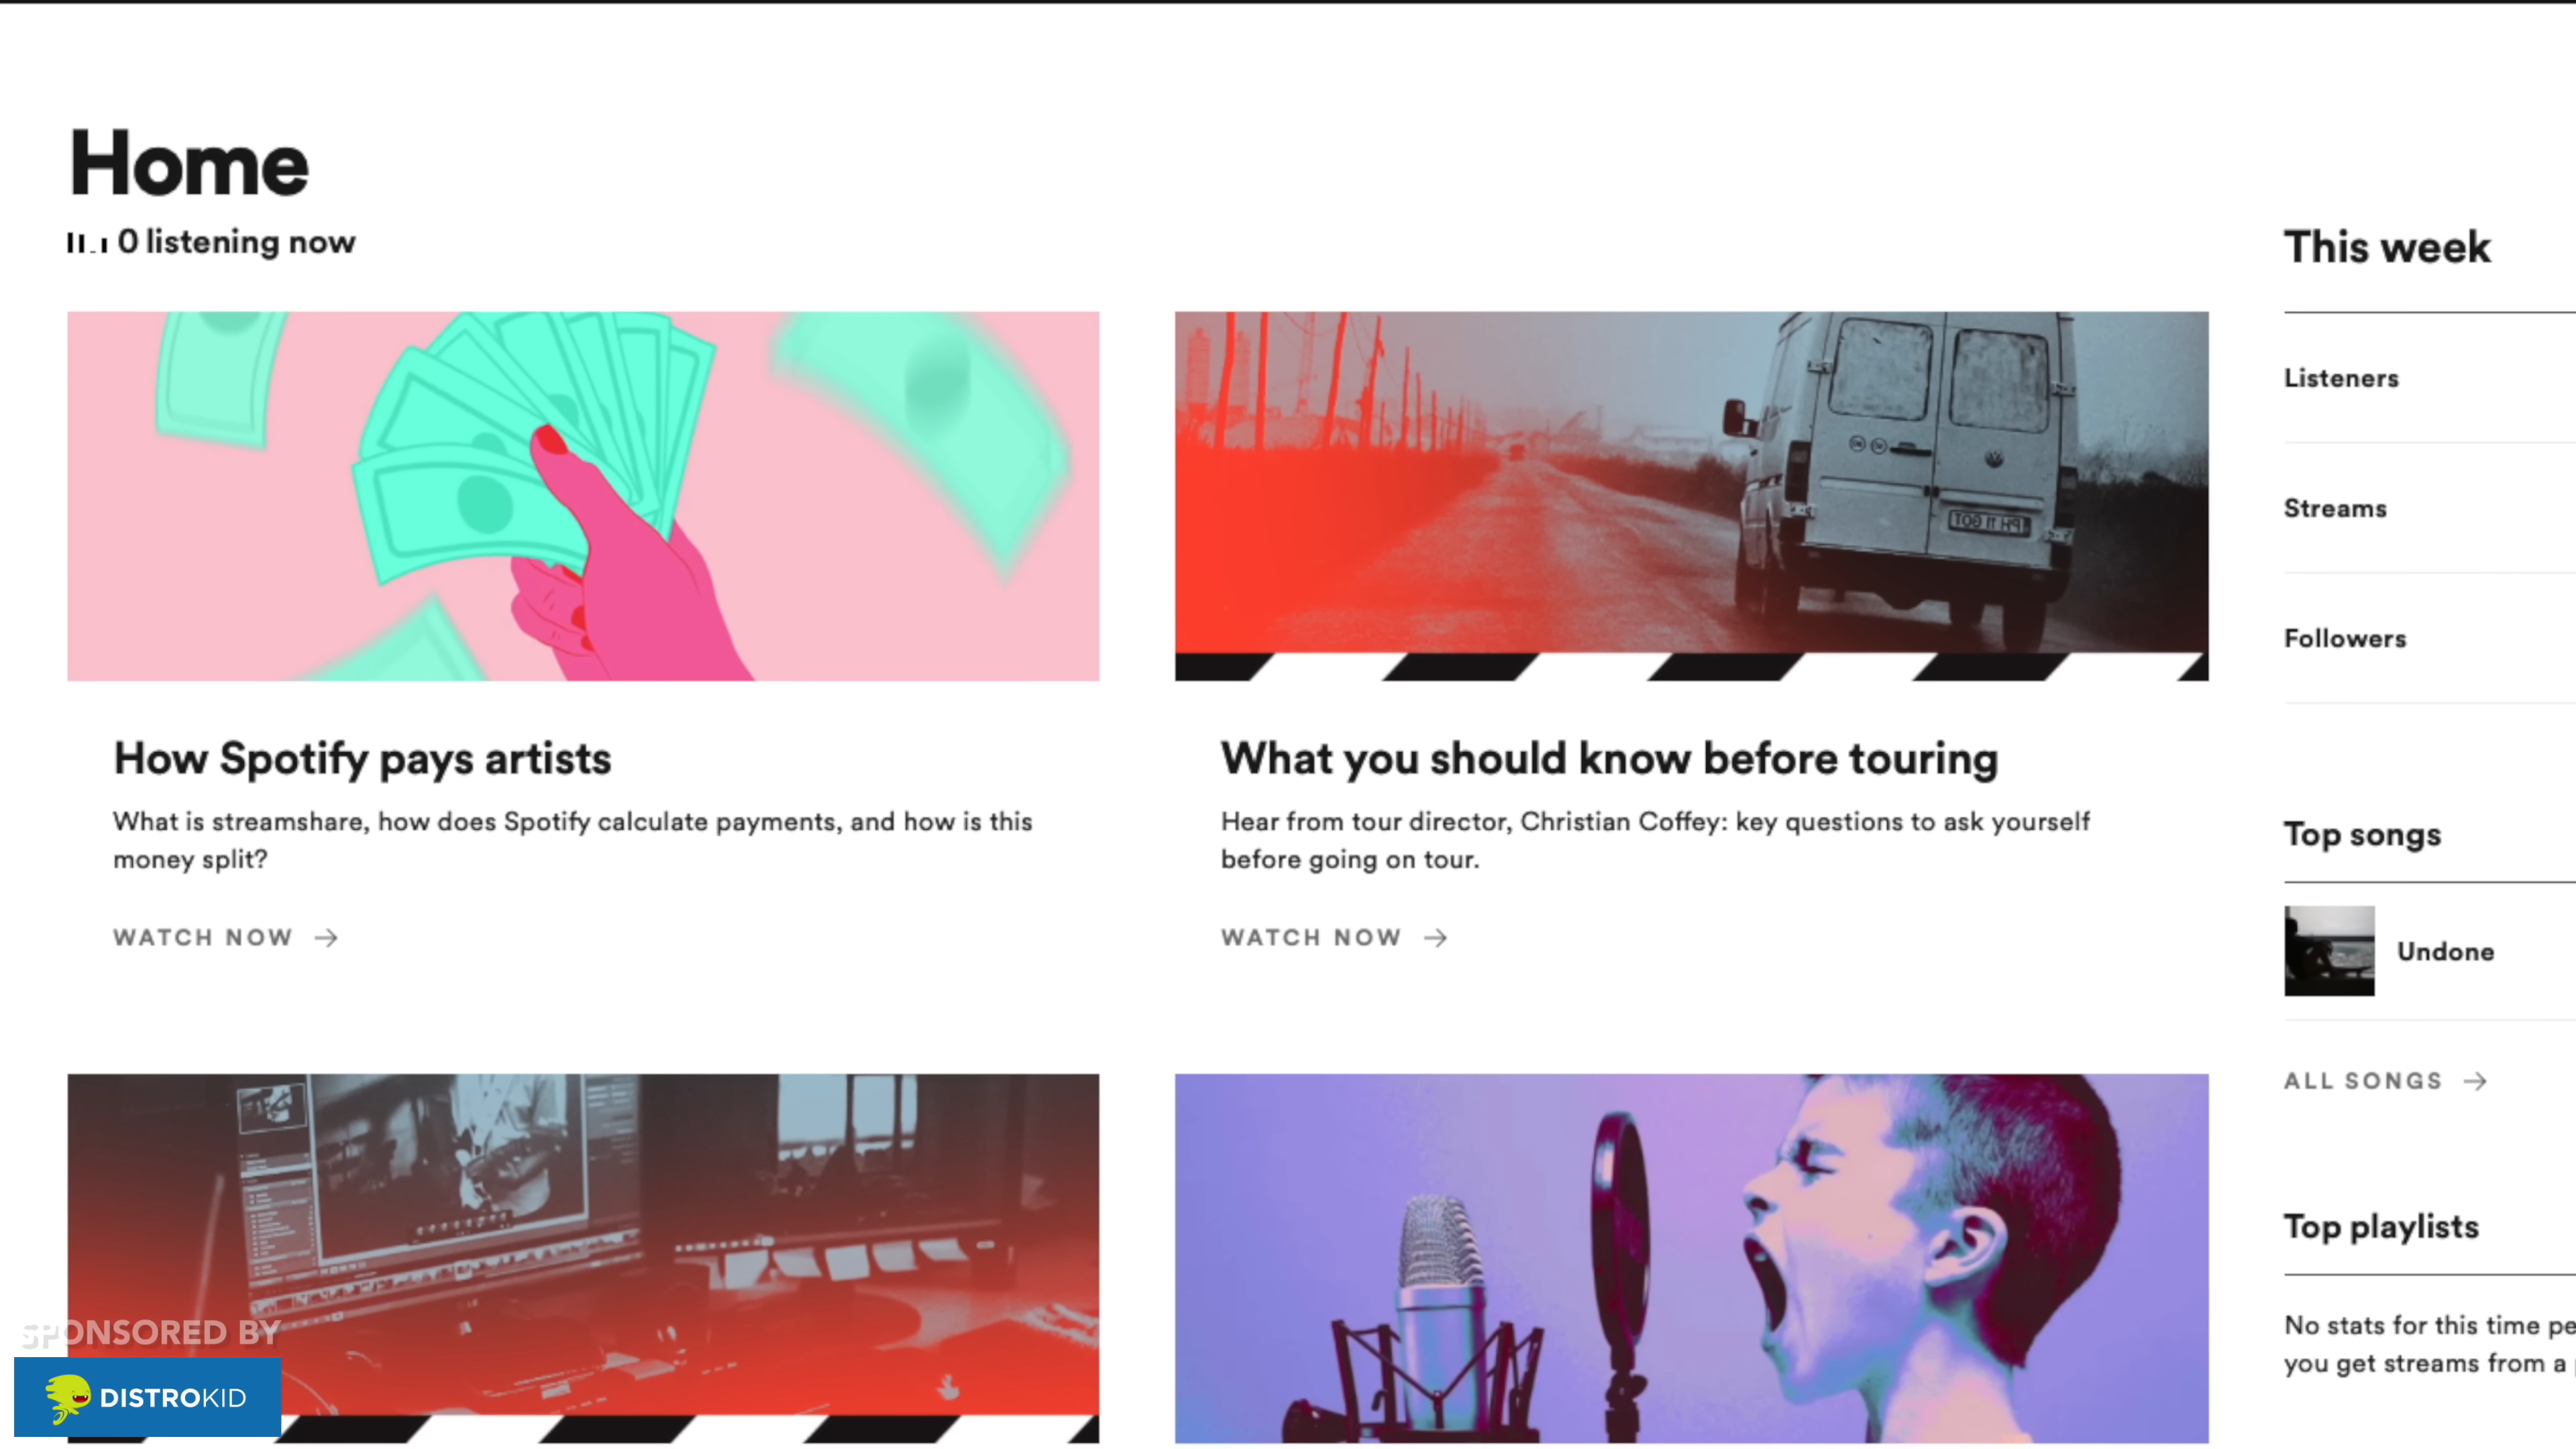 Home
0 listening now
How Spotify pays artists
What is streamshare, how does Spotify calculate payments, and how is this
money split?
WATCH NOW
What you should know before touring
Hear from tour director, Christian Coffey: key questions to ask yourself
before going on tour.
WATCH NOW
This week
Listeners
Streams
Followers
Top songs
Undone
ALL SONGS
Top playlists
No stats for this time pe
you get streams from a
SPONSORED BY
DISTROKID